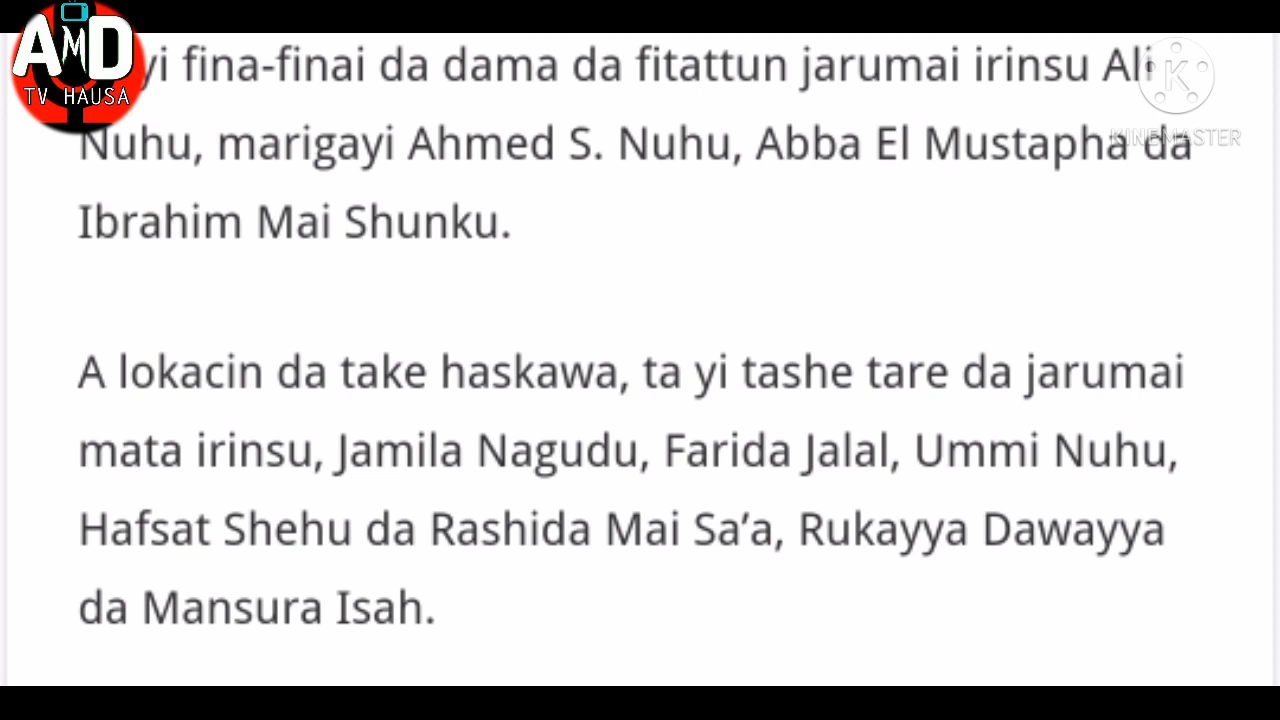 AMD
TV HAUSA
yi fina-finai da dama da fitattun jarumai irinsu Ali
Nuhu, marigayi Ahmed S. Nuhu, Abba El Mustapha da
Ibrahim Mai Shunku.
A lokacin da take haskawa, ta yi tashe tare da jarumai
mata irinsu, Jamila Nagudu, Farida Jalal, Ummi Nuhu,
Hafsat Shehu da Rashida Mai Sa’a, Rukayya Dawayya
da Mansura Isah.
K
KINEMASTER